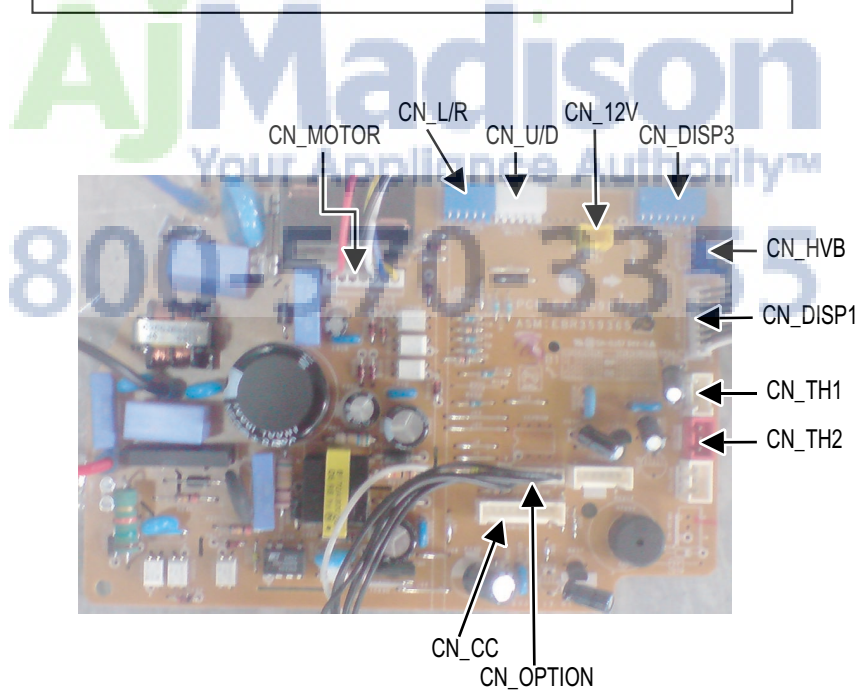 AjMadison
CN_L/R
CN_12V
CN_MOTOR
CN_U/D
CN_DISP3
Your Appliance Authority™
CN_HVB
800-570-3355
CN_DISP1
CN_TH1
CN_TH2
CN_CC
CN_OPTION